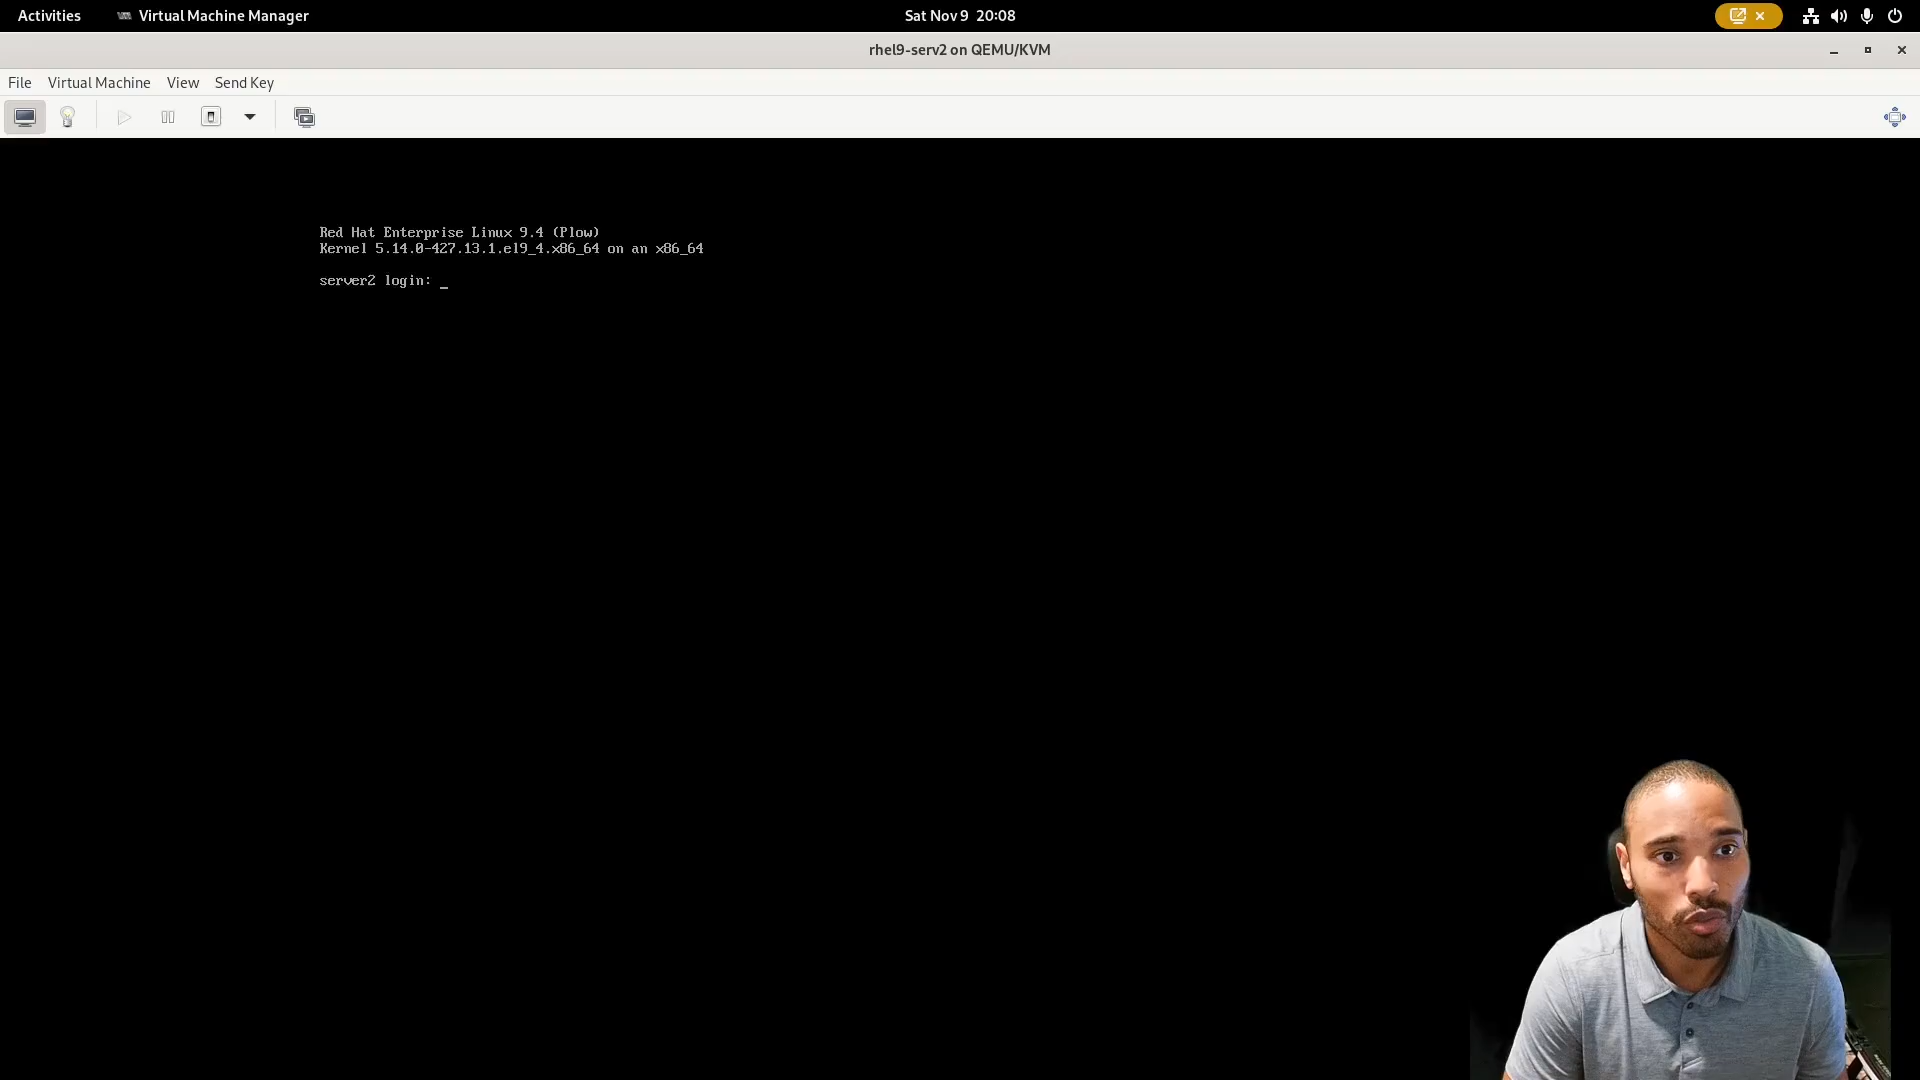 Activities
Virtual Machine Manager
Sat Nov 9 20:08
rhel9-serv2 on QEMU/KVM
File Virtual Machine View Send Key
Red Hat Enterprise Linux 9.4 (Plow)
Kernel 5.14.0-427.13.1.el9_4.x86_64 on an x86_64
server2 login: _